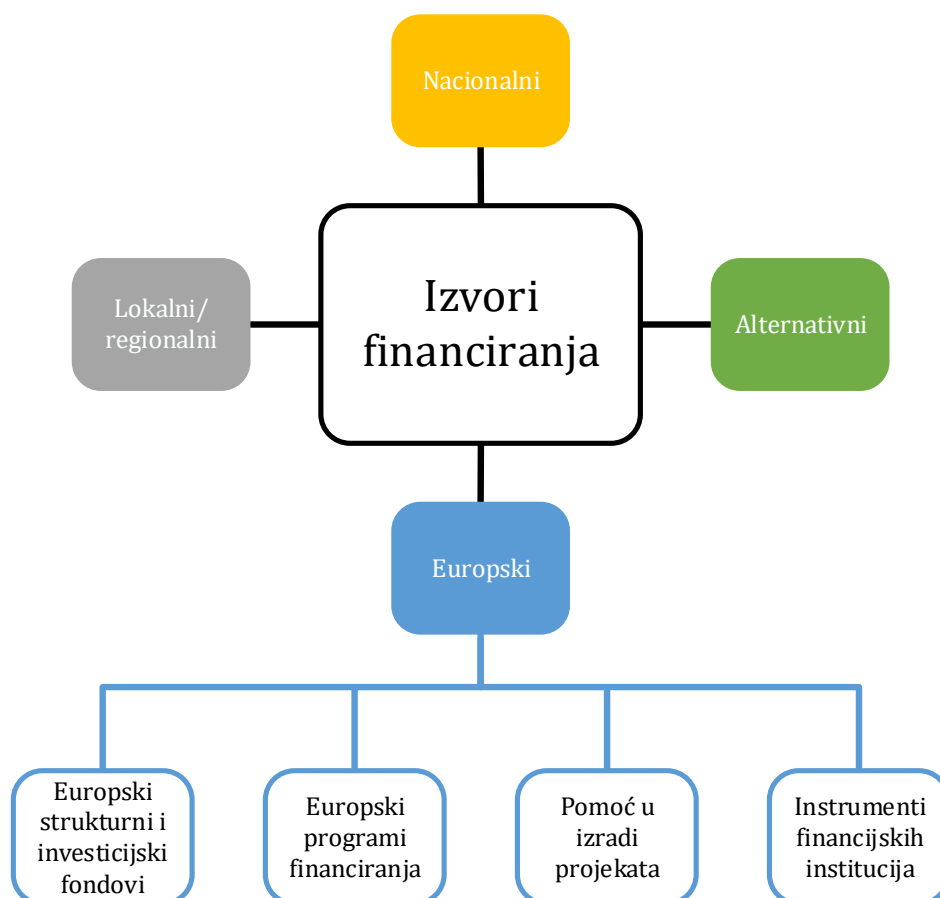 Nacionalni
Izvori
financiranja
Lokalni/
regionalni
Alternativni
Europski
Europski
strukturni i
investicijski
fondovi
Europski
programi
financiranja
Pomoć u
izradi
projekata
Instrumenti
financijskih
institucija